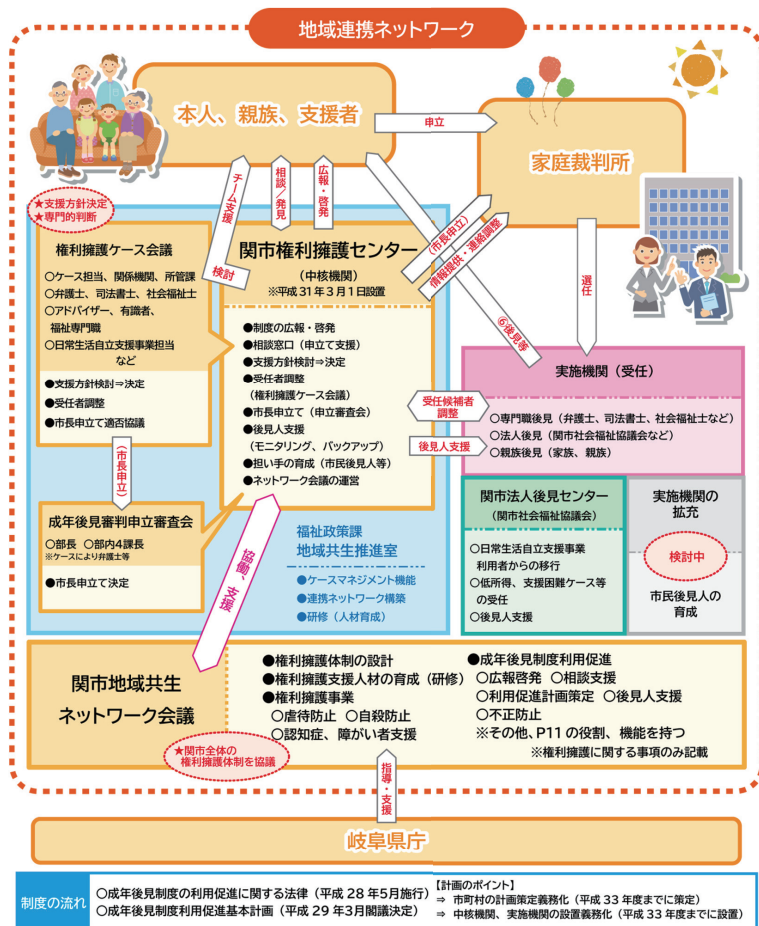 地域連携ネットワーク
本人、親族、支援者
申立
家庭裁判所
チーム支援
相談／発見
広報・啓発
（市長申立）
情報提供・連絡調整
⑥後見等
選任
★支援方針決定
★専門的判断
権利擁護ケース会議
○ケース担当、関係機関、所管課
○弁護士、司法書士、社会福祉士
○アドバイザー、有識者、
福祉専門職
○日常生活自立支援事業担当
など
●支援方針検討⇒決定
●受任者調整
●市長申立て適否協議
検討
関市権利擁護センター
（中核機関）
※平成31年3月1日設置
●制度の広報・啓発
●相談窓口（申立て支援）
●支援方針検討⇒決定
●受任者調整
（権利擁護ケース会議）
●市長申立て（申立審査会）
●後見人支援
（モニタリング、バックアップ）
●担い手の育成（市民後見人等）
●ネットワーク会議の運営
受任候補者
調整
後見人支援
実施機関（受任）
○専門職後見（弁護士、司法書士、社会福祉士など）
○法人後見（関市社会福祉協議会など）
○親族後見（家族、親族）
（市長申立）
成年後見審判申立審査会
○部長　○部内4課長
※ケースにより弁護士等
●市長申立て決定
協働、支援
福祉政策課
地域共生推進室
●ケースマネジメント機能
●連携ネットワーク構築
●研修（人材育成）
関市法人後見センター
（関市社会福祉協議会）
○日常生活自立支援事業
利用者からの移行
○低所得、支援困難ケース等
の受任
○後見人支援
実施機関の
拡充
検討中
市民後見人の
育成
関市地域共生
ネットワーク会議
★関市全体の
権利擁護体制を協議
●権利擁護体制の設計
●権利擁護支援人材の育成（研修）
●権利擁護事業
○虐待防止　○自殺防止
○認知症、障がい者支援
●成年後見制度利用促進
○広報啓発　○相談支援
○利用促進計画策定　○後見人支援
○不正防止
※その他、P11の役割、機能を持つ
※権利擁護に関する事項のみ記載
指導・支援
岐阜県庁
制度の流れ
○成年後見制度の利用促進に関する法律（平成28年5月施行）
○成年後見制度利用促進基本計画（平成29年3月閣議決定）
【計画のポイント】
⇒ 市町村の計画策定義務化（平成33年度までに策定）
⇒ 中核機関、実施機関の設置義務化（平成33年度までに設置）